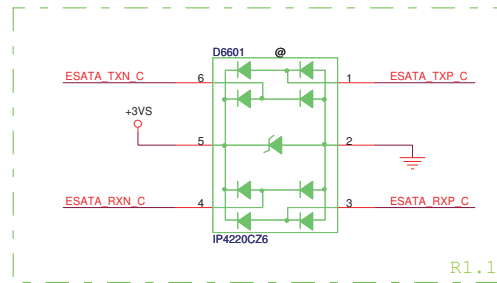 D6601 @
ESATA_TXN_C 6 1 ESATA_TXP_C
+3VS
5 2
ESATA_RXN_C 4 3 ESATA_RXP_C
IP4220CZ6
R1.1